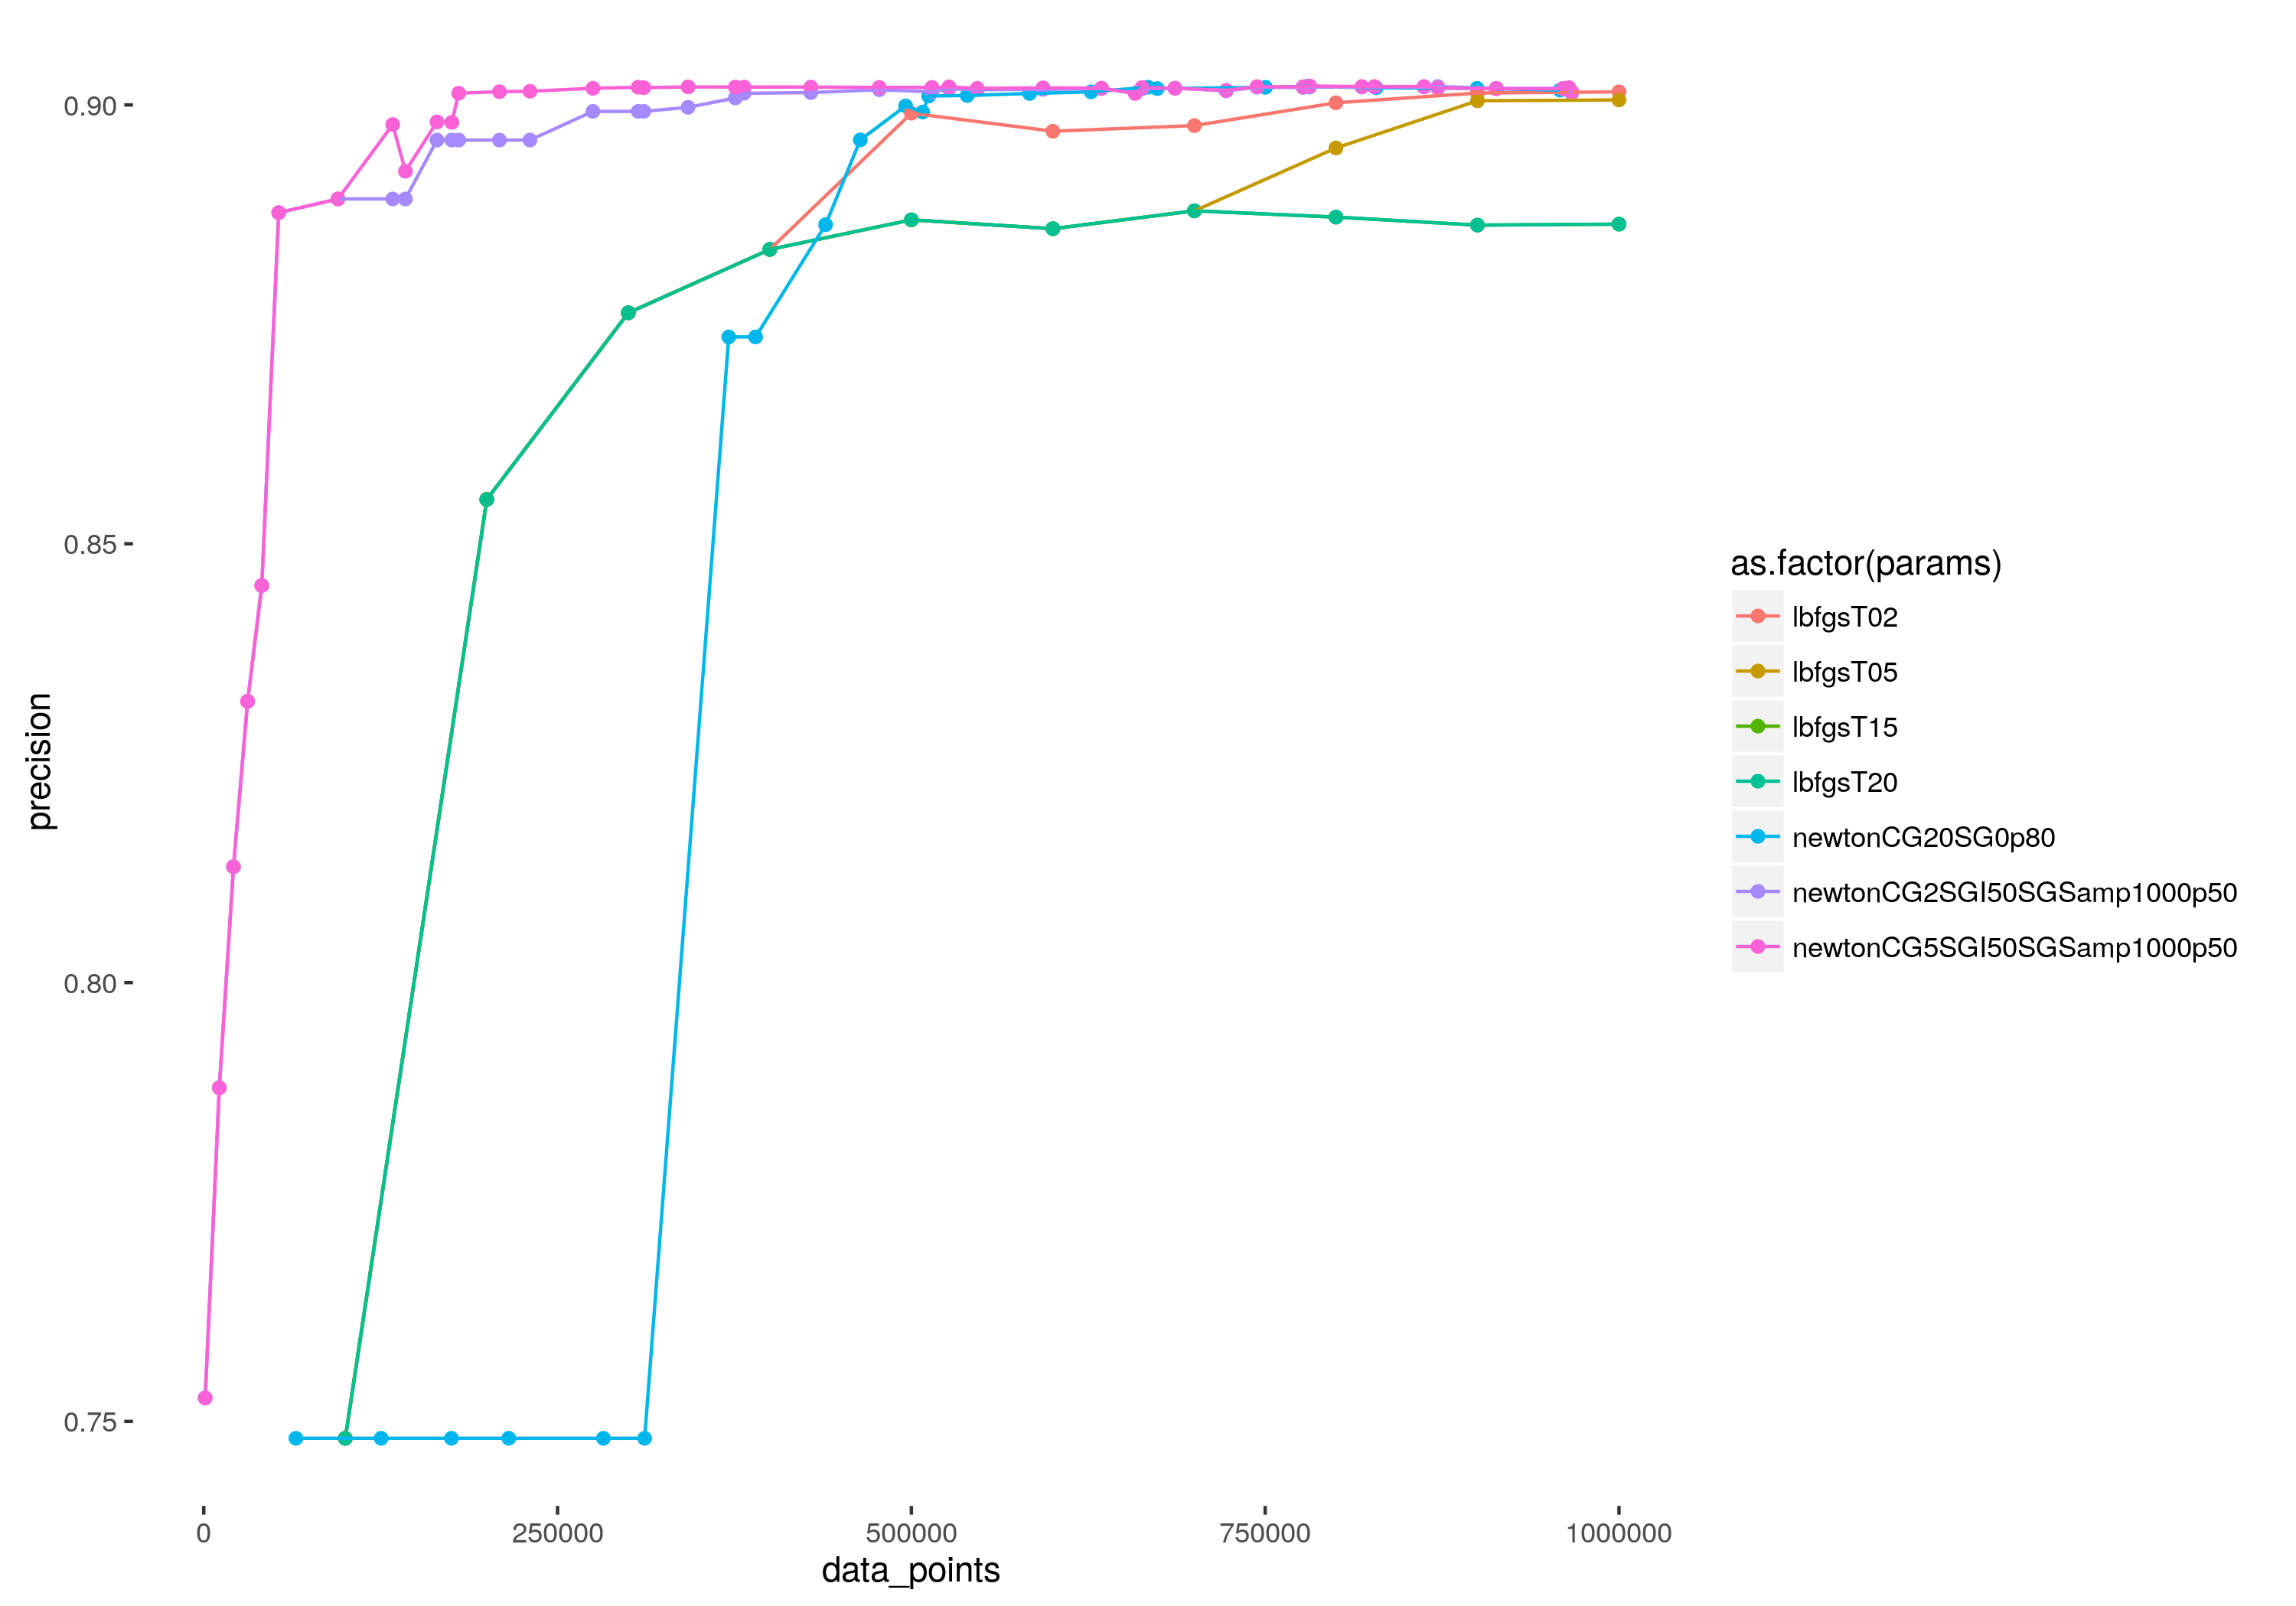 0.90
0.85
0.80
0.75
precision
0
250000
500000
750000
1000000
data_points
as.factor(params)
lbfgsT02
lbfgsT05
lbfgsT15
lbfgsT20
newtonCG20SG0p80
newtonCG2SGI50SGSamp1000p50
newtonCG5SGI50SGSamp1000p50